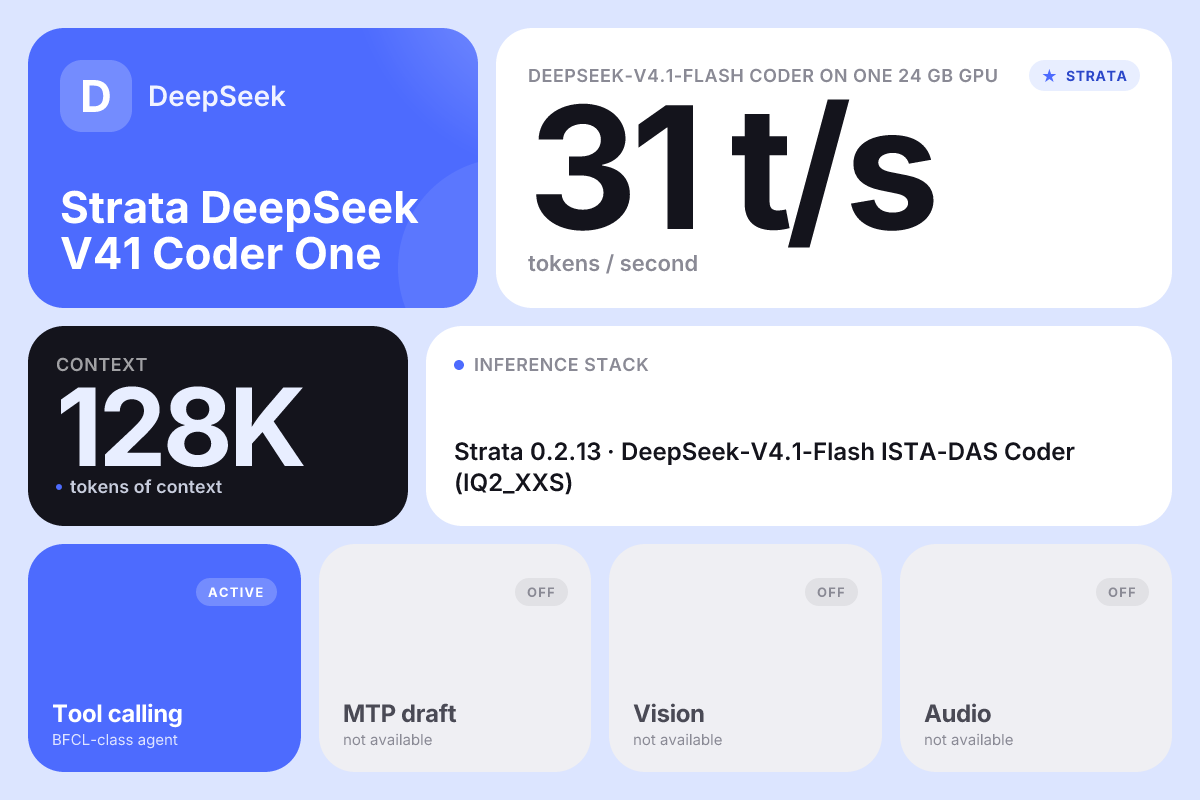 D
DeepSeek
Strata DeepSeek
V41 Coder One
DEEPSEEK-V4.1-FLASH CODER ON ONE 24 GB GPU
★ STRATA
31 t/s
tokens / second
CONTEXT
128K
tokens of context
INFERENCE STACK
Strata 0.2.13 · DeepSeek-V4.1-Flash ISTA-DAS Coder
(IQ2_XXS)
ACTIVE
Tool calling
BFCL-class agent
OFF
MTP draft
not available
OFF
Vision
not available
OFF
Audio
not available